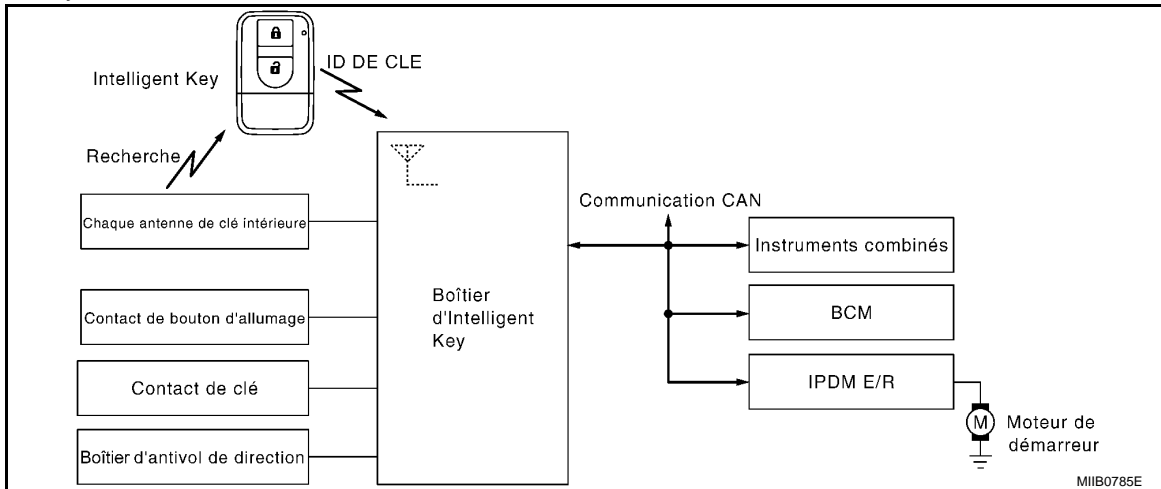 Intelligent Key
ID DE CLE
Recherche
Chaque antenne de clé intérieure
Contact de bouton d'allumage
Contact de clé
Boîtier d'antivol de direction
Boîtier
d'Intelligent
Key
Communication CAN
Instruments combinés
BCM
IPDM E/R
M
Moteur de
démarreur
MIIB0785E